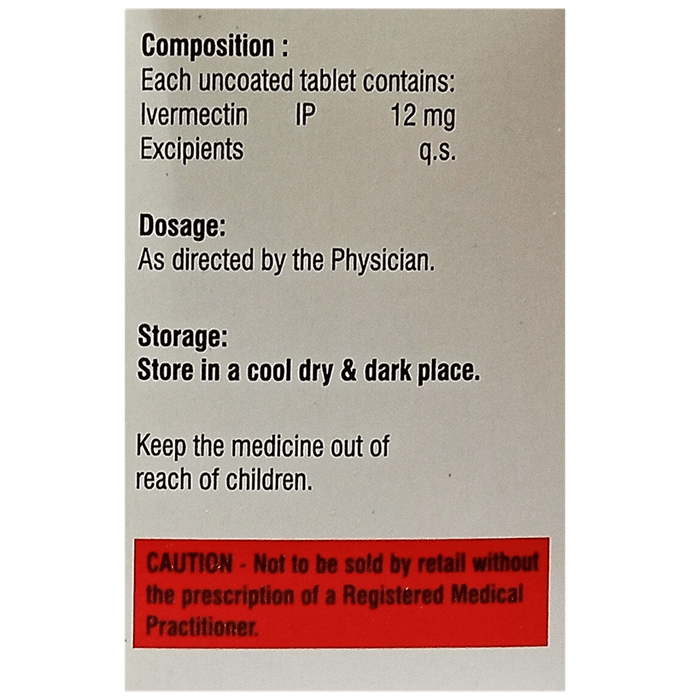 Composition :
Each uncoated tablet contains:
Ivermectin IP 12 mg
Excipients q.s.
Dosage:
As directed by the Physician.
Storage:
Store in a cool dry & dark place.
Keep the medicine out of
reach of children.
CAUTION - Not to be sold by retail without
the prescription of a Registered Medical
Practitioner.